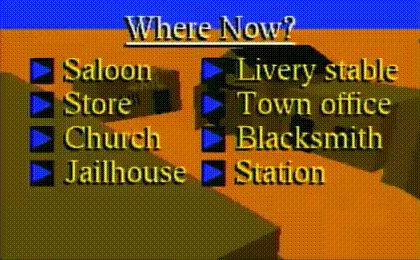 Where Now?
Saloon
Store
Church
Jailhouse
Livery stable
Town office
Blacksmith
Station